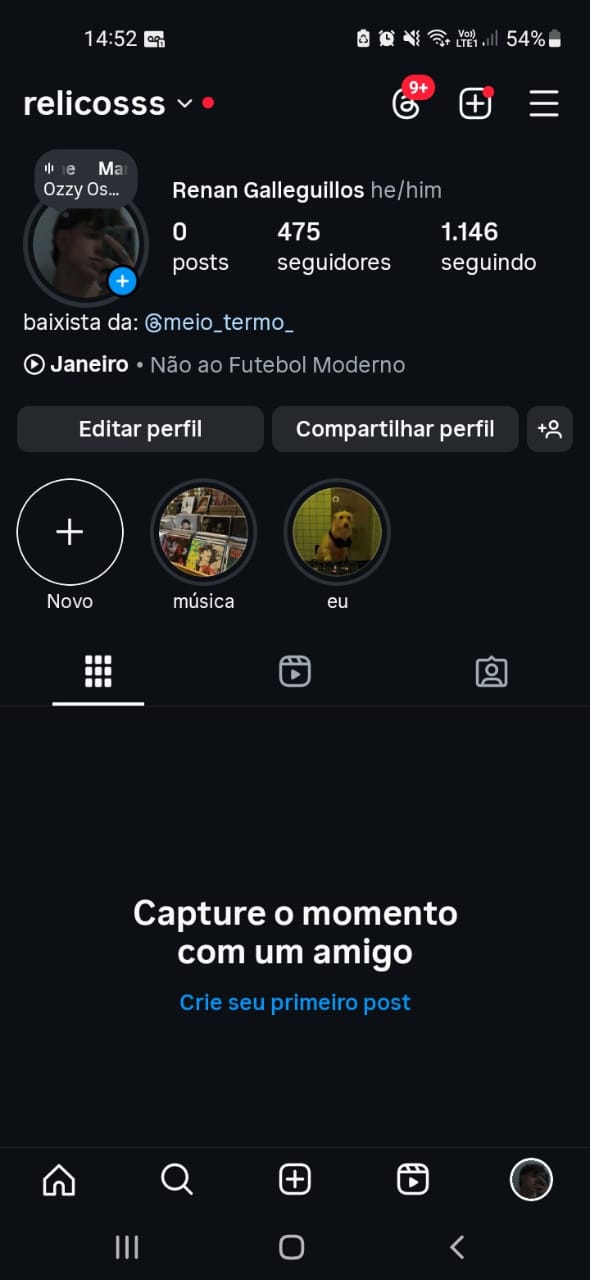 14:52
Vo)) LTE1 54%
relicosss
9+
Ozzy Os...
Renan Galleguillos he/him
0 475 1.146
posts seguidores seguindo
baixista da: @meio_termo_
Janeiro • Não ao Futebol Moderno
Editar perfil Compartilhar perfil
Novo música eu
Capture o momento
com um amigo
Crie seu primeiro post